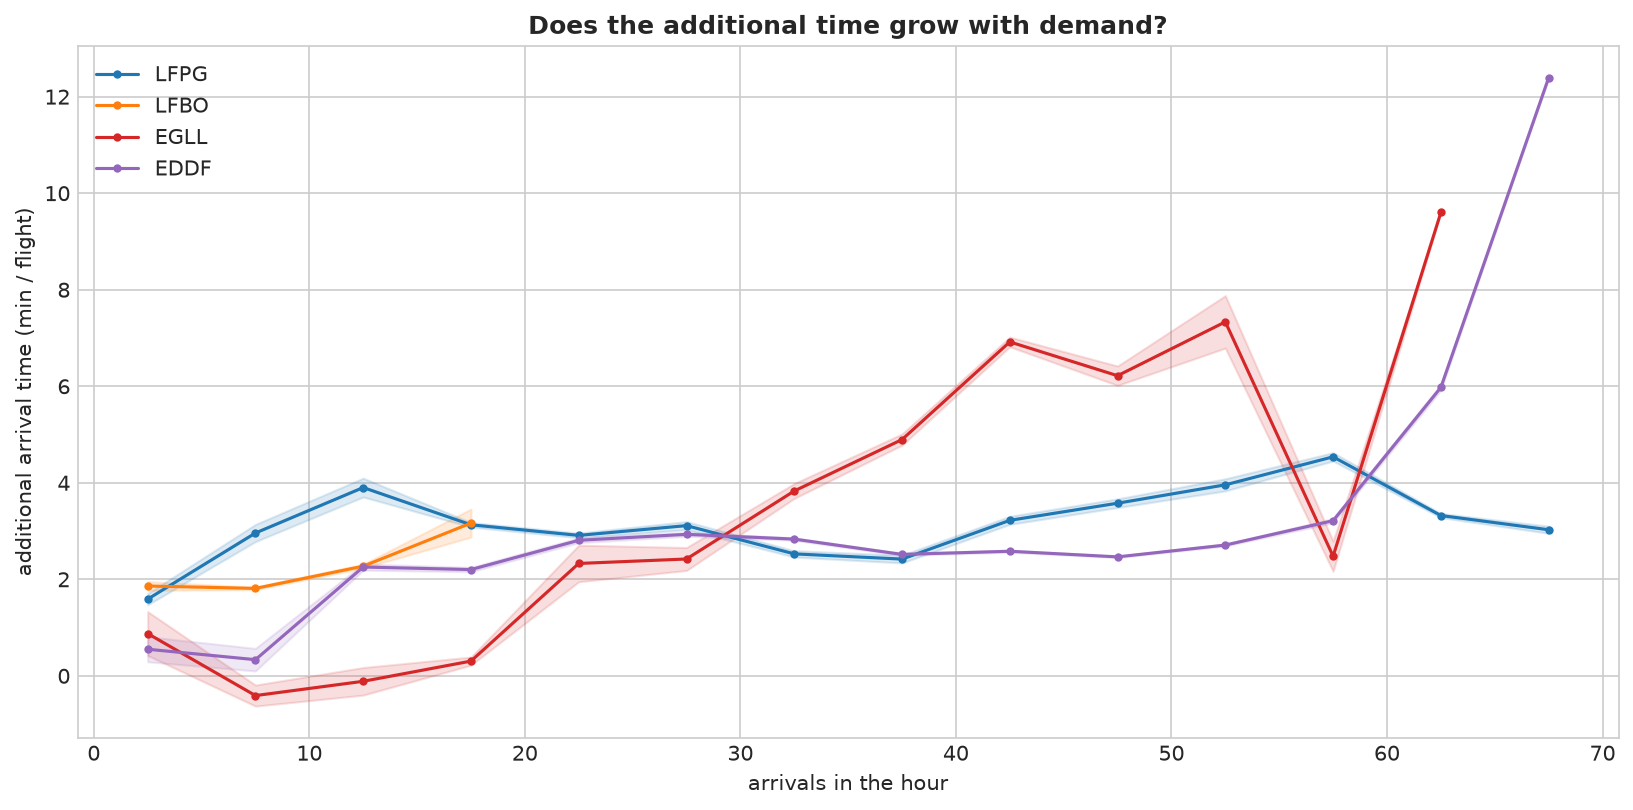 Does the additional time grow with demand?
LFPG
LFBO
EGLL
EDDF
additional arrival time (min / flight)
12
10
8
6
4
2
0
0 10 20 30 40 50 60 70
arrivals in the hour